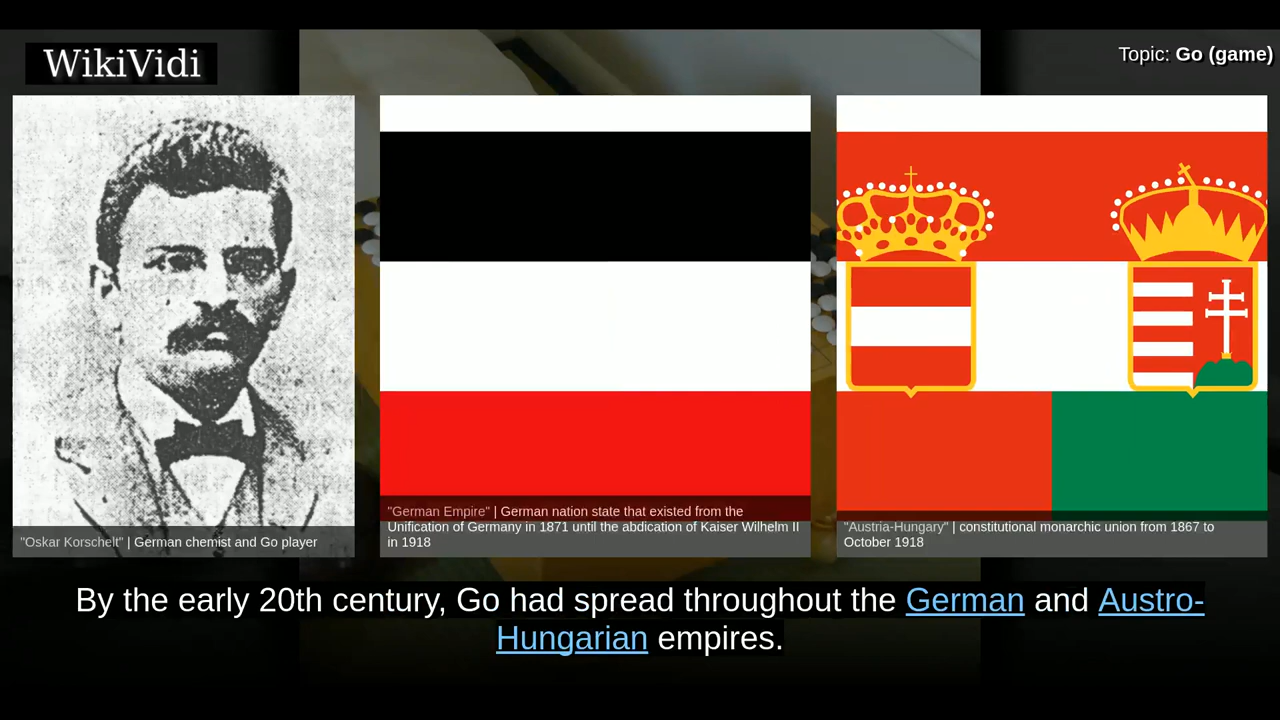 WikiVidi
Topic: Go (game)
"Oskar Korschelt" | German chemist and Go player
"German Empire" | German nation state that existed from the
Unification of Germany in 1871 until the abdication of Kaiser Wilhelm II
in 1918
"Austria-Hungary" | constitutional monarchic union from 1867 to
October 1918
By the early 20th century, Go had spread throughout the German and Austro-
Hungarian empires.